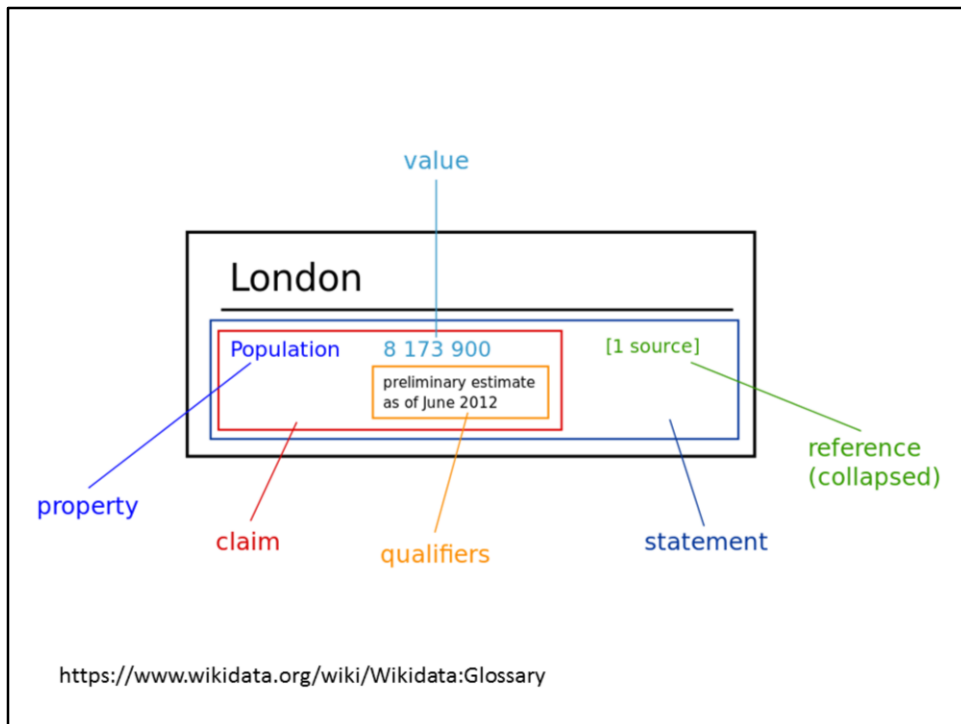 value
London
Population 8 173 900 [1 source]
preliminary estimate
as of June 2012
reference
(collapsed)
property
claim
qualifiers
statement
https://www.wikidata.org/wiki/Wikidata:Glossary